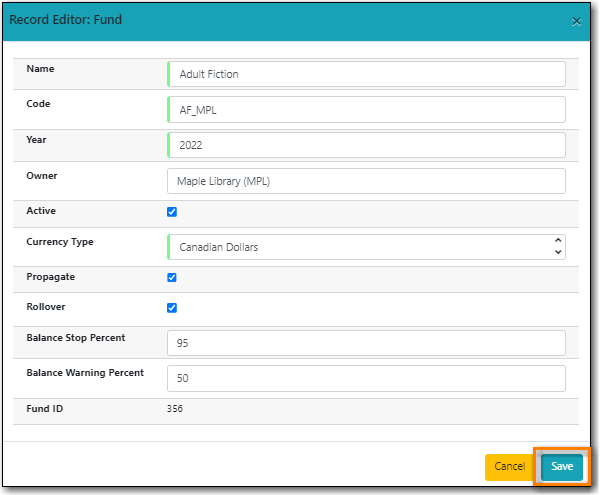 Record Editor: Fund ×
Name Adult Fiction
Code AF_MPL
Year 2022
Owner Maple Library (MPL)
Active
Currency Type Canadian Dollars
Propagate
Rollover
Balance Stop Percent 95
Balance Warning Percent 50
Fund ID 356
Cancel Save